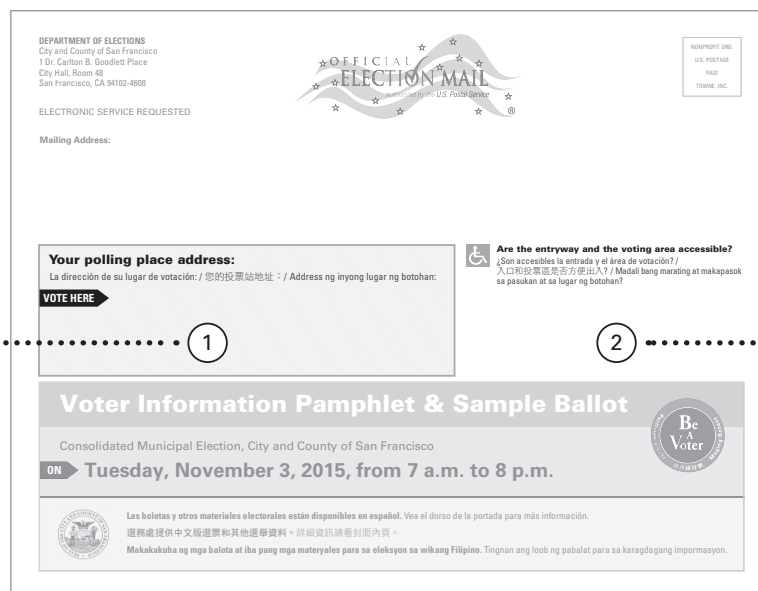 DEPARTMENT OF ELECTIONS
City and County of San Francisco
1 Dr. Carlton B. Goodlett Place
City Hall, Room 48
San Francisco, CA 94102-4608
ELECTRONIC SERVICE REQUESTED
Mailing Address:
OFFICIAL
ELECTION MAIL
Authorized by the U.S. Postal Service
®
NONPROFIT ORG.
U.S. POSTAGE
PAID
TOWNE, INC.
Your polling place address:
La dirección de su lugar de votación: / 您的投票站地址：/ Address ng inyong lugar ng botohan:
VOTE HERE
1
Are the entryway and the voting area accessible?
¿Son accesibles la entrada y el área de votación? /
入口和投票區是否方便出入? / Madali bang marating at makapasok
sa pasukan at sa lugar ng botohan?
2
Voter Information Pamphlet & Sample Ballot
Be
A
Voter
Consolidated Municipal Election, City and County of San Francisco
ON Tuesday, November 3, 2015, from 7 a.m. to 8 p.m.
Las boletas y otros materiales electorales están disponibles en español. Vea el dorso de la portada para más información.
選務處提供中文版選票和其他選舉資料。詳細資訊請看封面內頁。
Makakakuha ng mga balota at iba pang mga materyales para sa eleksyon sa wikang Filipino. Tingnan ang loob ng pabalat para sa karagdagang impormasyon.